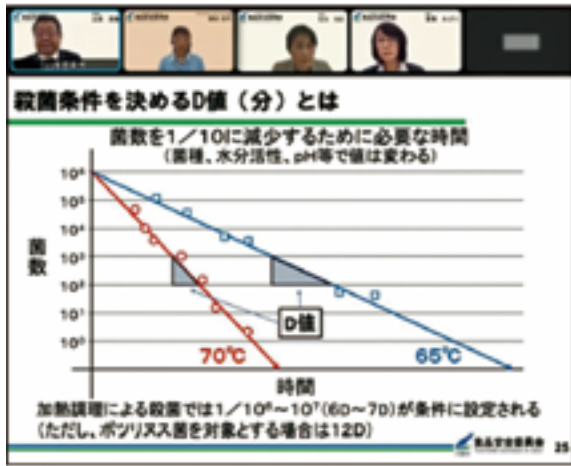 殺菌条件を決めるD値(分)とは
菌数を1/10に減少するために必要な時間
(菌種、水分活性、pH等で値は変わる)
10⁶
10⁵
10⁴
10³
10²
10¹
10⁰
菌数
D値
70℃
65℃
時間
加熱調理による殺菌では1/10⁶~10⁷(6D~7D)が条件に設定される
(ただし、ボツリヌス菌を対象とする場合は12D)
食品安全委員会
25